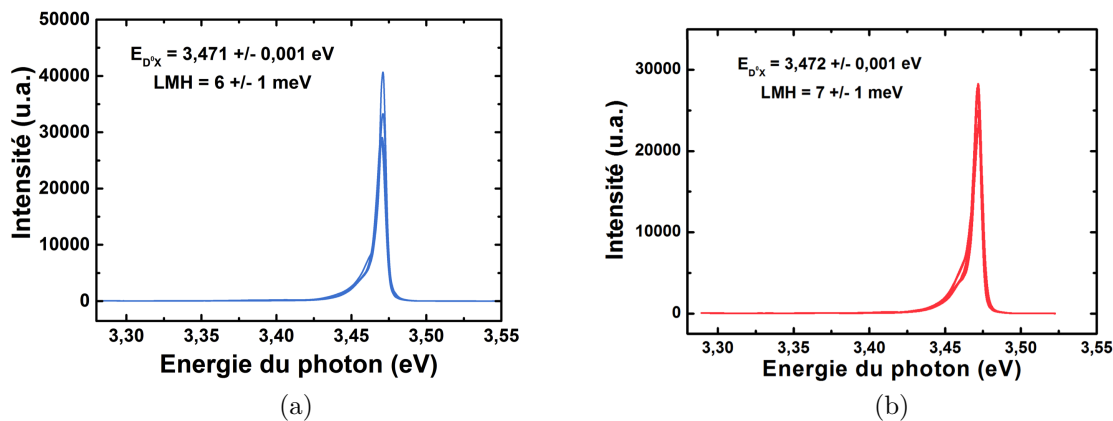 50000
40000
30000
20000
10000
0
Intensité (u.a.)
E_D⁰X = 3,471 +/- 0,001 eV
LMH = 6 +/- 1 meV
3,30 3,35 3,40 3,45 3,50 3,55
Energie du photon (eV)
(a)
30000
20000
10000
0
Intensité (u.a.)
E_D⁰X = 3,472 +/- 0,001 eV
LMH = 7 +/- 1 meV
3,30 3,35 3,40 3,45 3,50 3,55
Energie du photon (eV)
(b)